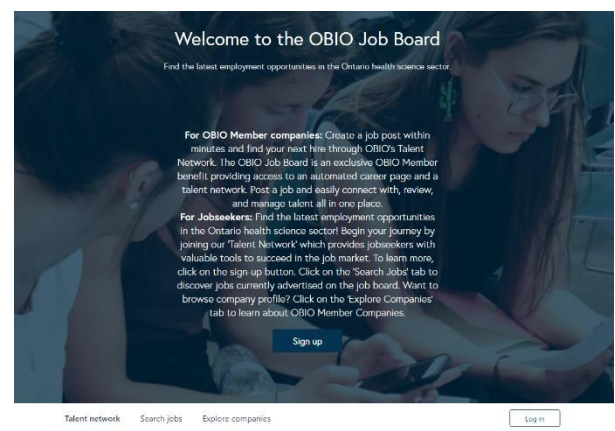 Welcome to the OBIO Job Board
Find the latest employment opportunities in the Ontario health science sector.
For OBIO Member companies: Create a job post within
minutes and find your next hire through OBIO's Talent
Network. The OBIO Job Board is an exclusive OBIO Member
benefit providing access to an automated career page and a
talent network. Post a job and easily connect with, review,
and manage talent all in one place.
For Jobseekers: Find the latest employment opportunities
in the Ontario health science sector! Begin your journey by
joining our 'Talent Network' which provides jobseekers with
valuable tools to succeed in the job market. To learn more,
click on the sign-up button. Click on the 'Search Jobs' tab to
discover jobs currently advertised on the job board. Want to
browse company profile? Click on the 'Explore Companies'
tab to learn about OBIO Member Companies.
Sign up
Talent network Search jobs Explore companies Log in